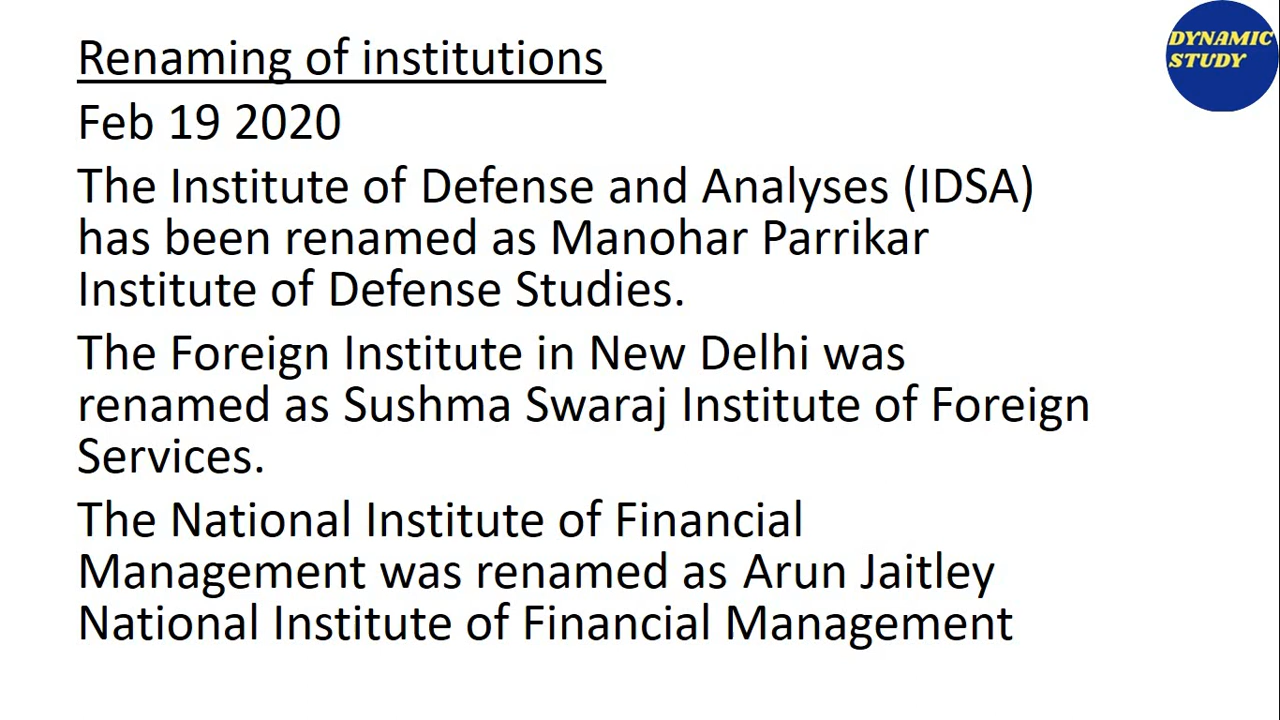 Renaming of institutions
DYNAMIC
STUDY
Feb 19 2020
The Institute of Defense and Analyses (IDSA)
has been renamed as Manohar Parrikar
Institute of Defense Studies.
The Foreign Institute in New Delhi was
renamed as Sushma Swaraj Institute of Foreign
Services.
The National Institute of Financial
Management was renamed as Arun Jaitley
National Institute of Financial Management